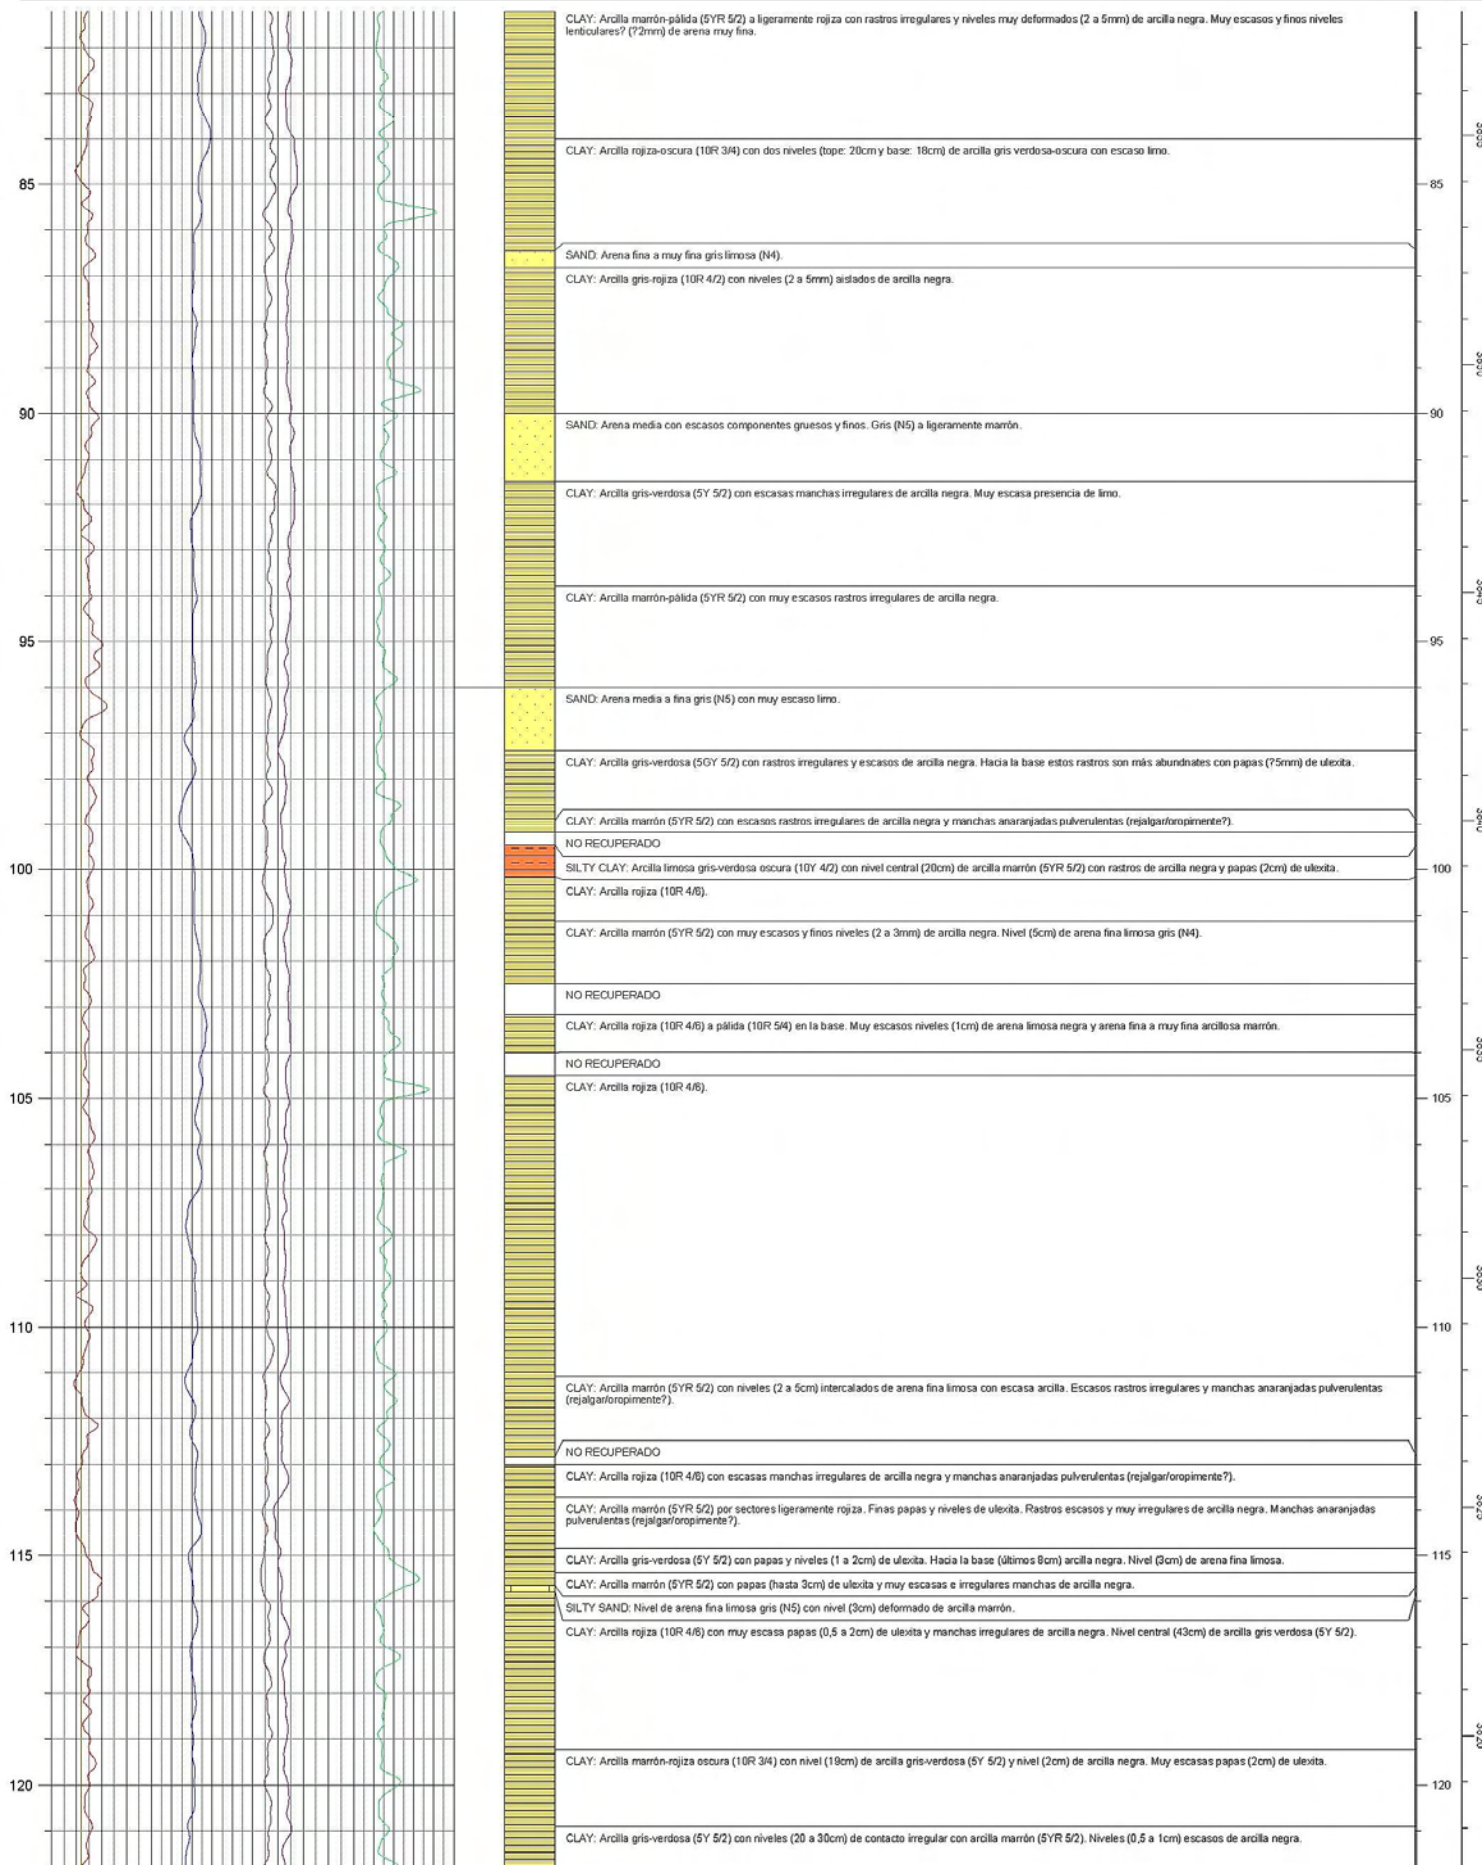 CLAY: Arcilla marrón-pálida (5YR 5/2) a ligeramente rojiza con rastros irregulares y niveles muy deformados (2 a 5mm) de arcilla negra. Muy escasos y finos niveles
lenticulares? (?2mm) de arena muy fina.
CLAY: Arcilla rojiza-oscura (10R 3/4) con dos niveles (tope: 20cm y base: 18cm) de arcilla gris verdosa-oscura con escaso limo.
85 85
SAND: Arena fina a muy fina gris limosa (N4).
CLAY: Arcilla gris-rojiza (10R 4/2) con niveles (2 a 5mm) aislados de arcilla negra.
90 90
SAND: Arena media con escasos componentes gruesos y finos. Gris (N5) a ligeramente marrón.
CLAY: Arcilla gris-verdosa (5Y 5/2) con escasas manchas irregulares de arcilla negra. Muy escasa presencia de limo.
CLAY: Arcilla marrón-pálida (5YR 5/2) con muy escasos rastros irregulares de arcilla negra.
95 95
SAND: Arena media a fina gris (N5) con muy escaso limo.
CLAY: Arcilla gris-verdosa (5GY 5/2) con rastros irregulares y escasos de arcilla negra. Hacia la base estos rastros son más abundnates con papas (?5mm) de ulexita.
CLAY: Arcilla marrón (5YR 5/2) con escasos rastros irregulares de arcilla negra y manchas anaranjadas pulverulentas (rejalgar/oropimente?).
NO RECUPERADO
SILTY CLAY: Arcilla limosa gris-verdosa oscura (10Y 4/2) con nivel central (20cm) de arcilla marrón (5YR 5/2) con rastros de arcilla negra y papas (2cm) de ulexita.
100 100
CLAY: Arcilla rojiza (10R 4/6).
CLAY: Arcilla marrón (5YR 5/2) con muy escasos y finos niveles (2 a 3mm) de arcilla negra. Nivel (5cm) de arena fina limosa gris (N4).
NO RECUPERADO
CLAY: Arcilla rojiza (10R 4/6) a pálida (10R 5/4) en la base. Muy escasos niveles (1cm) de arena limosa negra y arena fina a muy fina arcillosa marrón.
NO RECUPERADO
CLAY: Arcilla rojiza (10R 4/6).
105 105
110 110
CLAY: Arcilla marrón (5YR 5/2) con niveles (2 a 5cm) intercalados de arena fina limosa con escasa arcilla. Escasos rastros irregulares y manchas anaranjadas pulverulentas
(rejalgar/oropimente?).
NO RECUPERADO
CLAY: Arcilla rojiza (10R 4/6) con escasas manchas irregulares de arcilla negra y manchas anaranjadas pulverulentas (rejalgar/oropimente?).
CLAY: Arcilla marrón (5YR 5/2) por sectores ligeramente rojiza. Finas papas y niveles de ulexita. Rastros escasos y muy irregulares de arcilla negra. Manchas anaranjadas
pulverulentas (rejalgar/oropimente?).
115 115
CLAY: Arcilla gris-verdosa (5Y 5/2) con papas y niveles (1 a 2cm) de ulexita. Hacia la base (últimos 8cm) arcilla negra. Nivel (3cm) de arena fina limosa.
CLAY: Arcilla marrón (5YR 5/2) con papas (hasta 3cm) de ulexita y muy escasas e irregulares manchas de arcilla negra.
SILTY SAND: Nivel de arena fina limosa gris (N5) con nivel (3cm) deformado de arcilla marrón.
CLAY: Arcilla rojiza (10R 4/6) con muy escasa papas (0,5 a 2cm) de ulexita y manchas irregulares de arcilla negra. Nivel central (43cm) de arcilla gris verdosa (5Y 5/2).
CLAY: Arcilla marrón-rojiza oscura (10R 3/4) con nivel (19cm) de arcilla gris-verdosa (5Y 5/2) y nivel (2cm) de arcilla negra. Muy escasas papas (2cm) de ulexita.
120 120
CLAY: Arcilla gris-verdosa (5Y 5/2) con niveles (20 a 30cm) de contacto irregular con arcilla marrón (5YR 5/2). Niveles (0,5 a 1cm) escasos de arcilla negra.